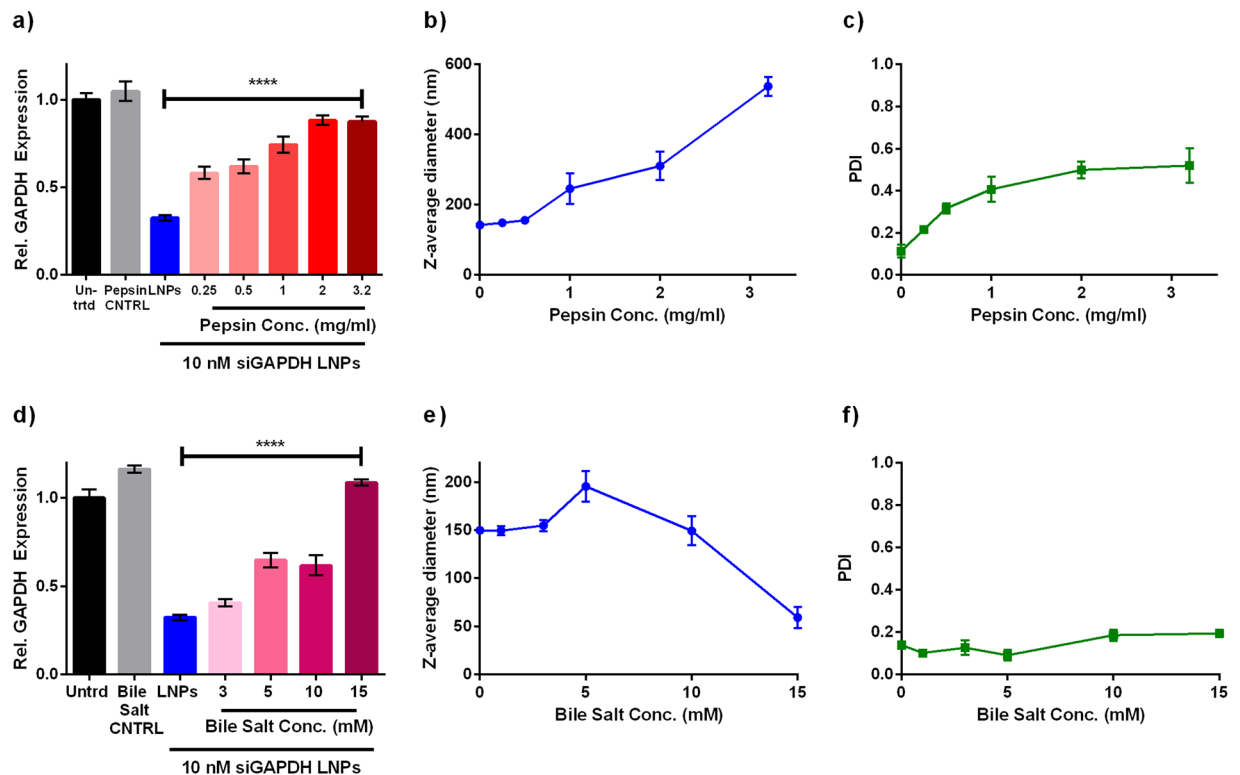 a)
Rel. GAPDH Expression
1.0
0.5
0.0
****
Un-
trtd
Pepsin
CNTRL
LNPs
0.25
0.5
1
2
3.2
Pepsin Conc. (mg/ml)
10 nM siGAPDH LNPs
b)
Z-average diameter (nm)
600
400
200
0
0
1
2
3
Pepsin Conc. (mg/ml)
c)
PDI
1.0
0.8
0.6
0.4
0.2
0.0
0
1
2
3
Pepsin Conc. (mg/ml)
d)
Rel. GAPDH Expression
1.0
0.5
0.0
****
Untrd
Bile
Salt
CNTRL
LNPs
3
5
10
15
Bile Salt Conc. (mM)
10 nM siGAPDH LNPs
e)
Z-average diameter (nm)
200
150
100
50
0
0
5
10
15
Bile Salt Conc. (mM)
f)
PDI
1.0
0.8
0.6
0.4
0.2
0.0
0
5
10
15
Bile Salt Conc. (mM)